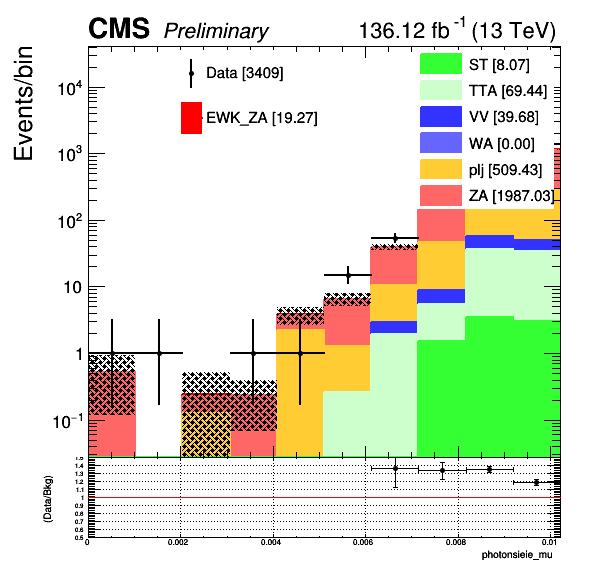 CMS Preliminary 136.12 fb⁻¹ (13 TeV)
Events/bin
Data [3409]
EWK_ZA [19.27]
ST [8.07]
TTA [69.44]
VV [39.68]
WA [0.00]
plj [509.43]
ZA [1987.03]
10⁴
10³
10²
10
1
10⁻¹
(Data/Bkg)
1.5
1.4
1.3
1.2
1.1
1
0.9
0.8
0.7
0.6
0.5
0 0.002 0.004 0.006 0.008 0.01
photonsieie_mu